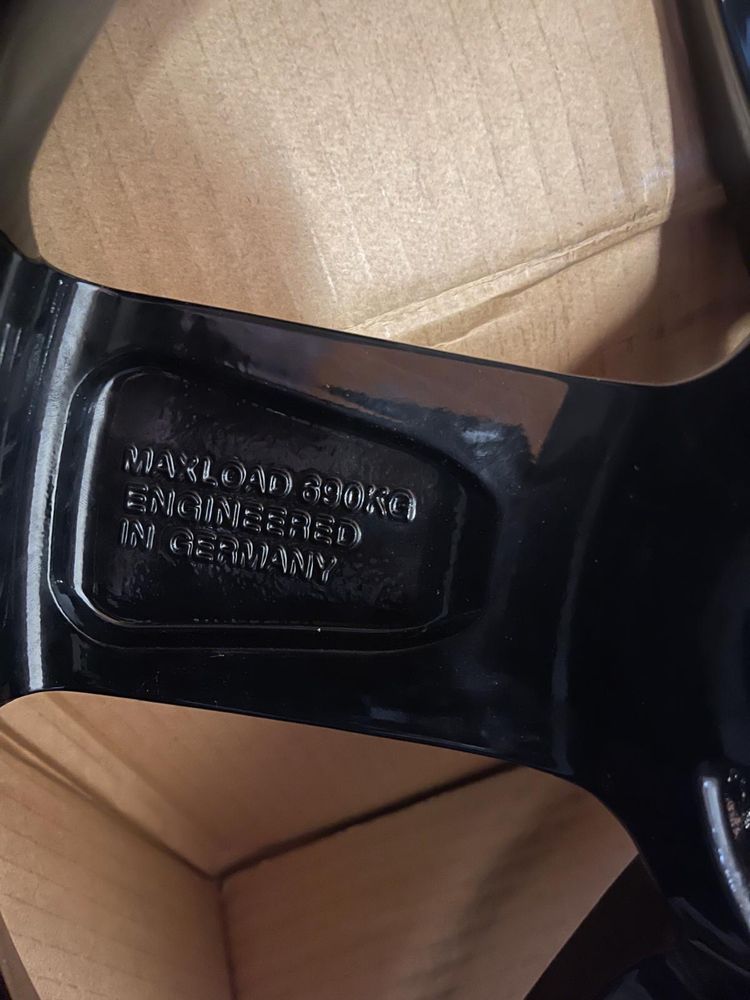 MAXLOAD 690KG
ENGINEERED
IN GERMANY